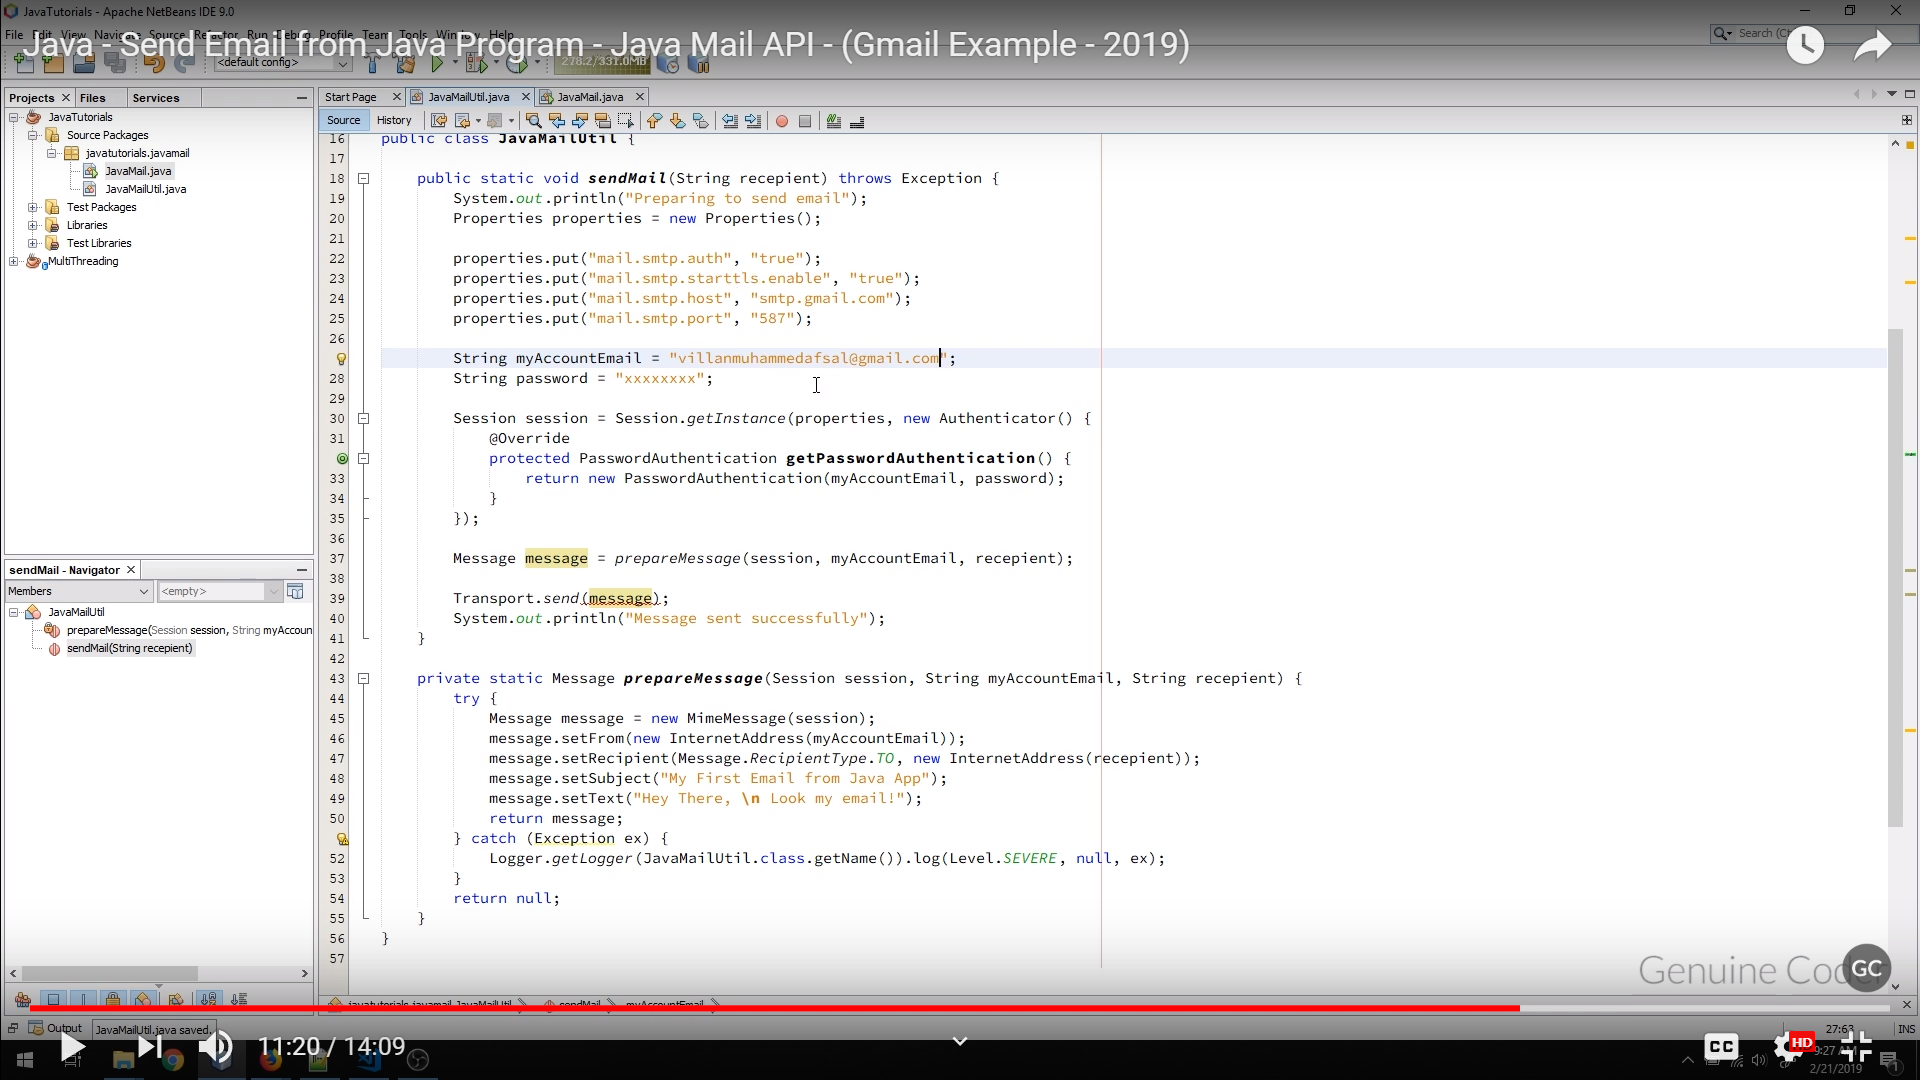 JavaTutorials - Apache NetBeans IDE 9.0
File Edit View Navigate Source Refactor Run Debug Profile Team Tools Window Help
Java - Send Email from Java Program - Java Mail API - (Gmail Example - 2019)
<default config>
278.2/331.0MB
Projects Files Services
Start Page JavaMailUtil.java JavaMail.java
Source History
JavaTutorials
Source Packages
javatutorials.javamail
JavaMail.java
JavaMailUtil.java
Test Packages
Libraries
Test Libraries
MultiThreading
sendMail - Navigator
Members <empty>
JavaMailUtil
prepareMessage(Session session, String myAccoun
sendMail(String recepient)
16 public class JavaMailUtil {
17
18 public static void sendMail(String recepient) throws Exception {
19 System.out.println("Preparing to send email");
20 Properties properties = new Properties();
21
22 properties.put("mail.smtp.auth", "true");
23 properties.put("mail.smtp.starttls.enable", "true");
24 properties.put("mail.smtp.host", "smtp.gmail.com");
25 properties.put("mail.smtp.port", "587");
26
String myAccountEmail = "villanmuhammedafsal@gmail.com";
28 String password = "xxxxxxxx";
29
30 Session session = Session.getInstance(properties, new Authenticator() {
31 @Override
protected PasswordAuthentication getPasswordAuthentication() {
33 return new PasswordAuthentication(myAccountEmail, password);
34 }
35 });
36
37 Message message = prepareMessage(session, myAccountEmail, recepient);
38
39 Transport.send(message);
40 System.out.println("Message sent successfully");
41 }
42
43 private static Message prepareMessage(Session session, String myAccountEmail, String recepient) {
44 try {
45 Message message = new MimeMessage(session);
46 message.setFrom(new InternetAddress(myAccountEmail));
47 message.setRecipient(Message.RecipientType.TO, new InternetAddress(recepient));
48 message.setSubject("My First Email from Java App");
49 message.setText("Hey There, \n Look my email!");
50 return message;
} catch (Exception ex) {
52 Logger.getLogger(JavaMailUtil.class.getName()).log(Level.SEVERE, null, ex);
53 }
54 return null;
55 }
56 }
57
Genuine Coder
GC
javatutorials.javamail.JavaMailUtil sendMail myAccountEmail
Output JavaMailUtil.java saved.
27:63 INS
11:20 / 14:09
CC HD
9:27 AM
2/21/2019